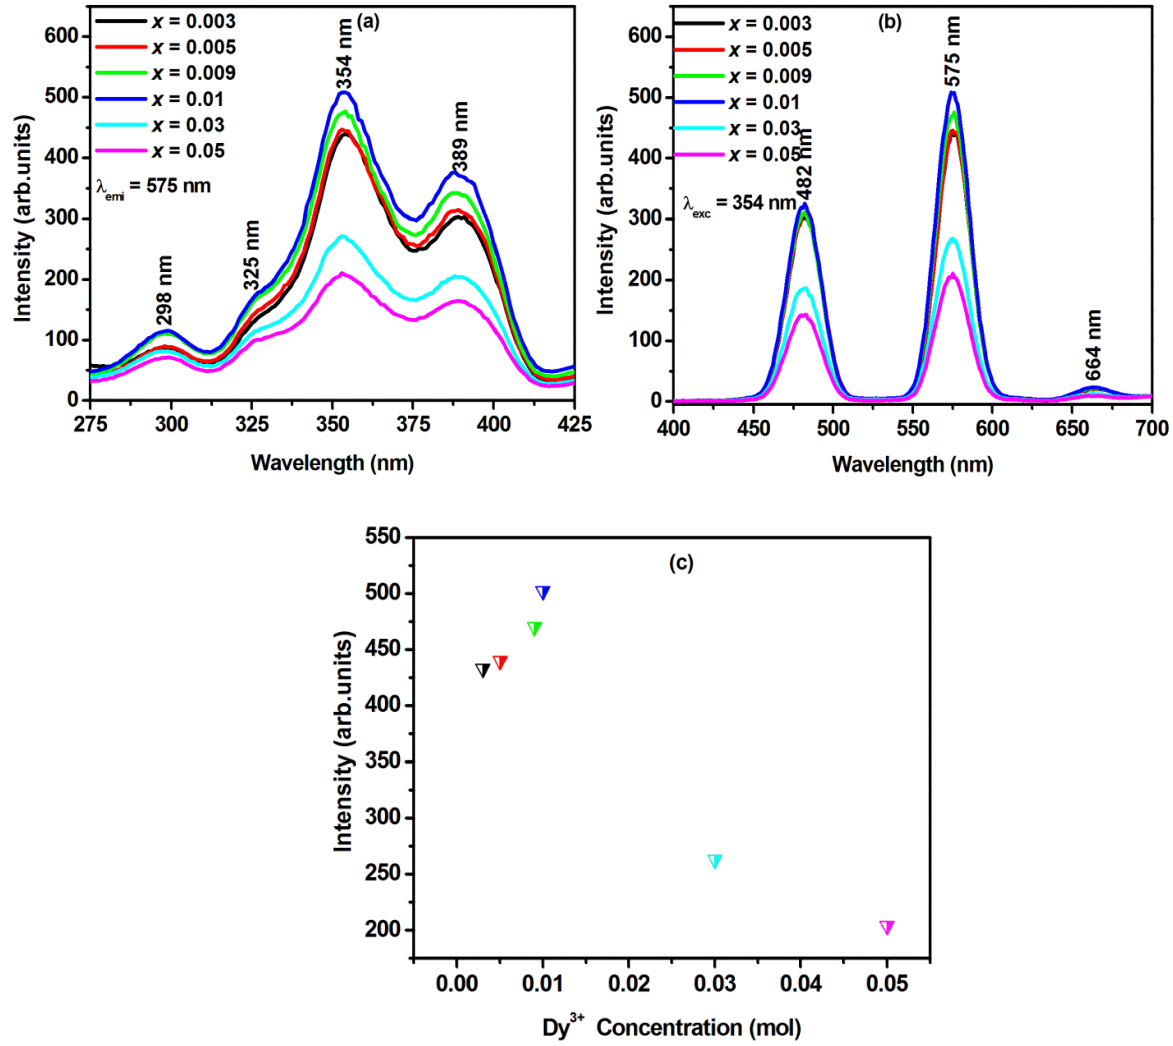 (a)
x = 0.003
x = 0.005
x = 0.009
x = 0.01
x = 0.03
x = 0.05
λemi = 575 nm
298 nm
325 nm
354 nm
389 nm
600
500
400
300
200
100
0
Intensity (arb.units)
275 300 325 350 375 400 425
Wavelength (nm)
(b)
x = 0.003
x = 0.005
x = 0.009
x = 0.01
x = 0.03
x = 0.05
λexc = 354 nm
482 nm
575 nm
664 nm
600
500
400
300
200
100
0
Intensity (arb.units)
400 450 500 550 600 650 700
Wavelength (nm)
(c)
550
500
450
400
350
300
250
200
Intensity (arb.units)
0.00 0.01 0.02 0.03 0.04 0.05
Dy³⁺ Concentration (mol)